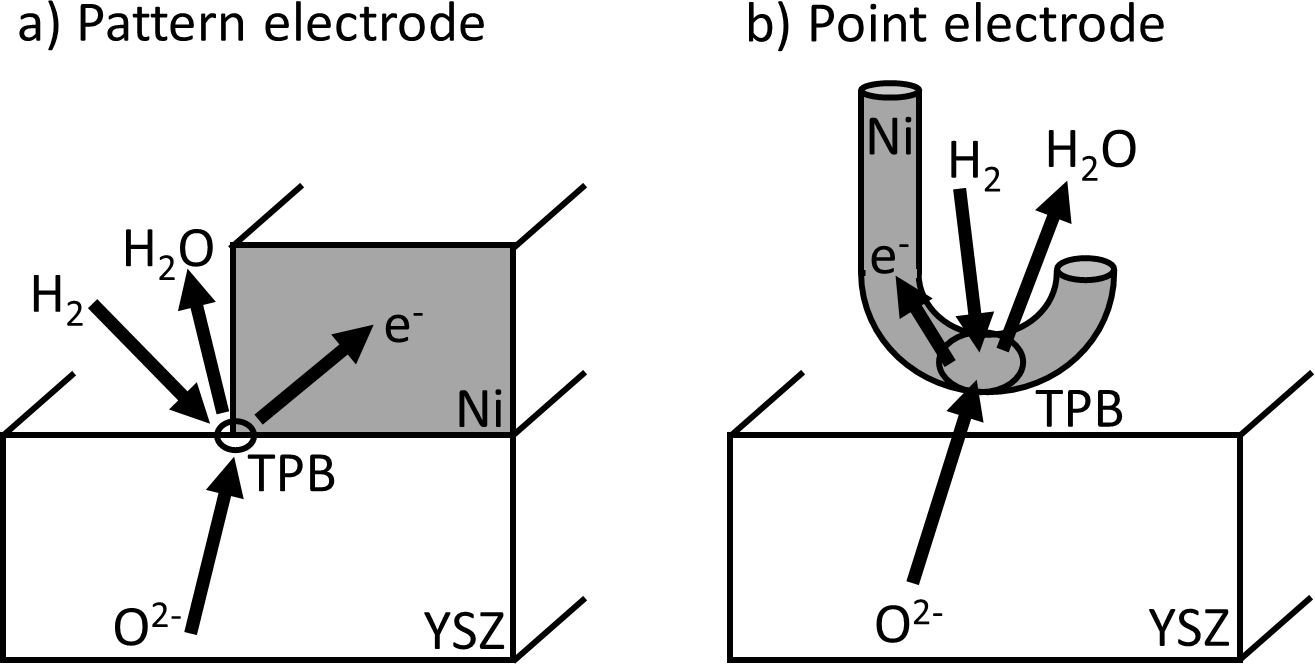 a) Pattern electrode
H₂O
H₂
e⁻
Ni
TPB
O²⁻
YSZ
b) Point electrode
Ni
H₂
H₂O
e⁻
TPB
O²⁻
YSZ